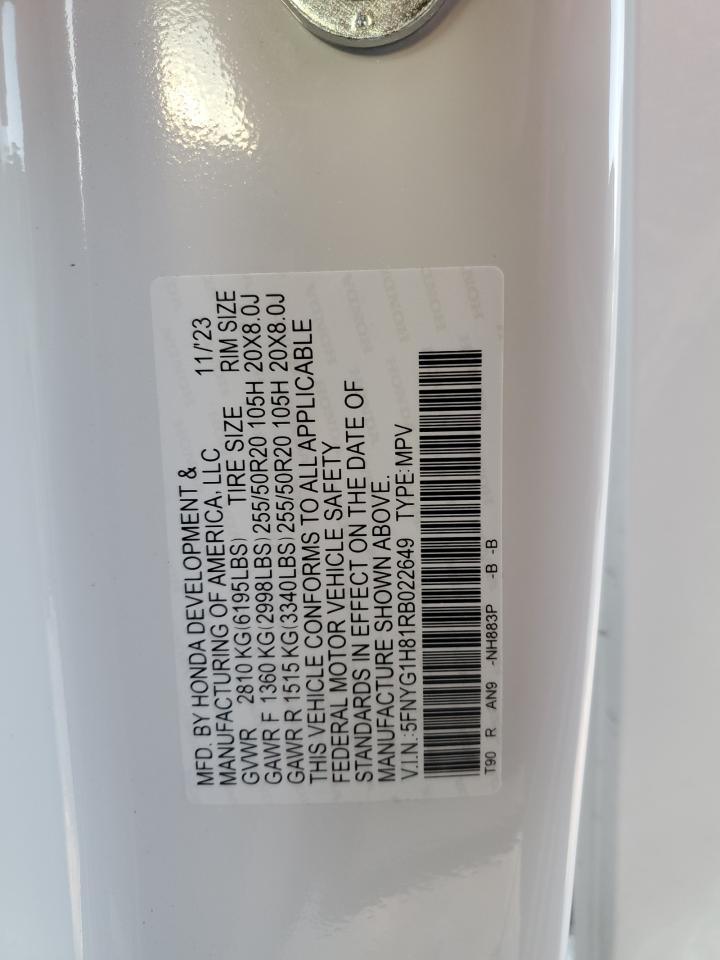 MFD. BY HONDA DEVELOPMENT &
MANUFACTURING OF AMERICA, LLC 11/'23
GVWR 2810 KG(6195LBS) TIRE SIZE RIM SIZE
GAWR F 1360 KG(2998LBS) 255/50R20 105H 20X8.0J
GAWR R 1515 KG(3340LBS) 255/50R20 105H 20X8.0J
THIS VEHICLE CONFORMS TO ALL APPLICABLE
FEDERAL MOTOR VEHICLE SAFETY
STANDARDS IN EFFECT ON THE DATE OF
MANUFACTURE SHOWN ABOVE.
V.I.N.:5FNYG1H81RB022649 TYPE:MPV
T90 R AN9 -NH883P -B -B